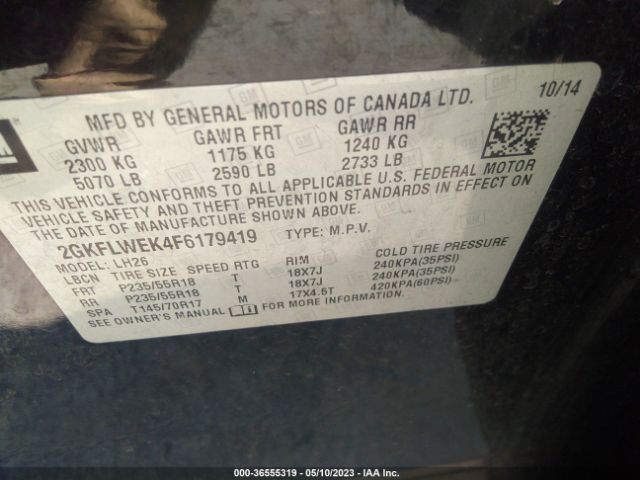 MFD BY GENERAL MOTORS OF CANADA LTD. 10/14
GVWR GAWR FRT GAWR RR
2300 KG 1175 KG 1240 KG
5070 LB 2590 LB 2733 LB
THIS VEHICLE CONFORMS TO ALL APPLICABLE U.S. FEDERAL MOTOR
VEHICLE SAFETY AND THEFT PREVENTION STANDARDS IN EFFECT ON
THE DATE OF MANUFACTURE SHOWN ABOVE.
2GKFLWEK4F6179419 TYPE: M.P.V.
MODEL: LH26
LBCN TIRE SIZE SPEED RTG RIM COLD TIRE PRESSURE
FRT P235/55R18 T 18X7J 240KPA(35PSI)
RR P235/55R18 T 18X7J 240KPA(35PSI)
SPA T145/70R17 M 17X4.5T 420KPA(60PSI)
SEE OWNER'S MANUAL FOR MORE INFORMATION.
000-36555319 - 05/10/2023 - IAA Inc.